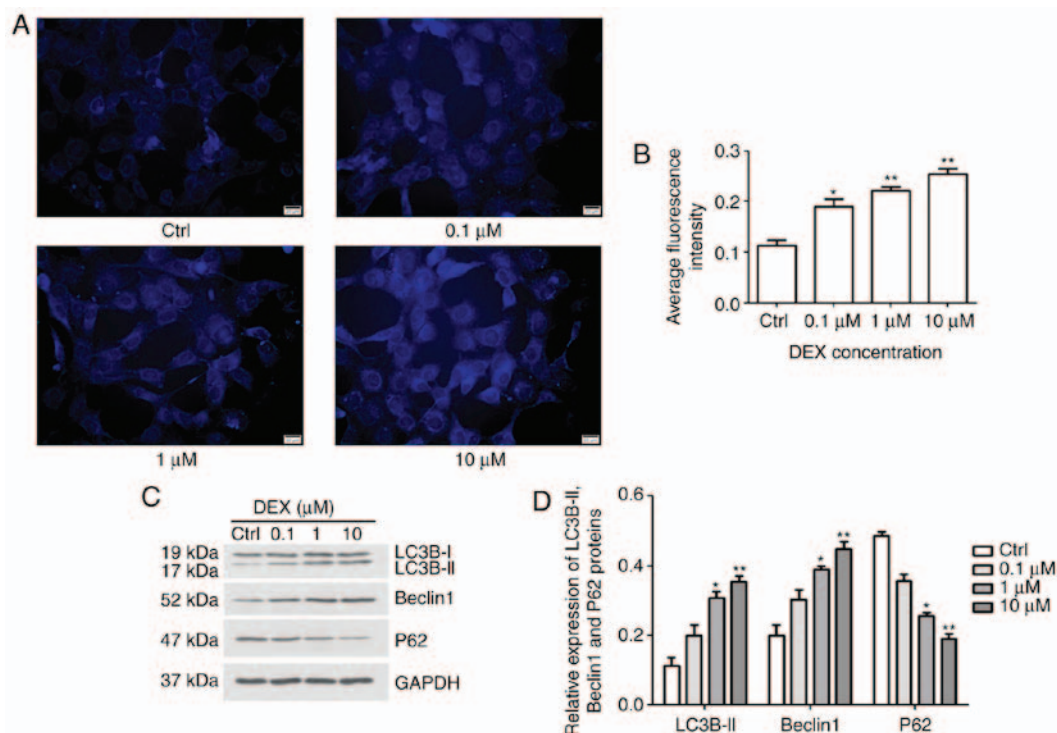 A
Ctrl
0.1 μM
1 μM
10 μM
B
Average fluorescence
intensity
0.3
0.2
0.1
0.0
*
**
**
Ctrl
0.1 μM
1 μM
10 μM
DEX concentration
C
DEX (μM)
Ctrl 0.1 1 10
19 kDa LC3B-I
17 kDa LC3B-II
52 kDa Beclin1
47 kDa P62
37 kDa GAPDH
D
Relative expression of LC3B-II,
Beclin1 and P62 proteins
0.6
0.4
0.2
0.0
*
**
*
**
*
**
LC3B-II
Beclin1
P62
Ctrl
0.1 μM
1 μM
10 μM